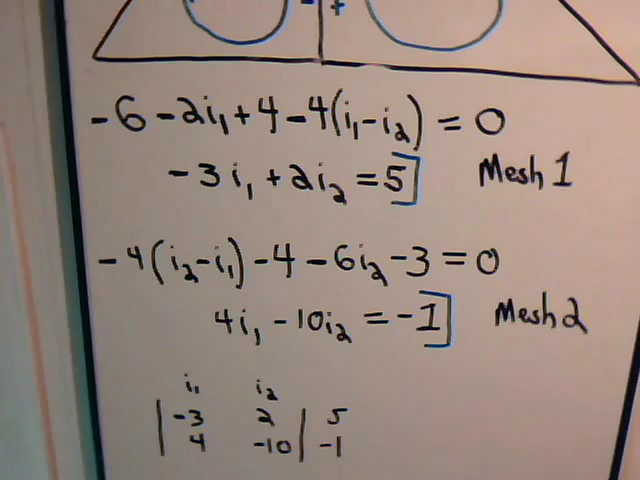 - +
-6 -2i₁ + 4 - 4(i₁ - i₂) = 0
-3i₁ + 2i₂ = 5] Mesh 1
-4(i₂ - i₁) - 4 - 6i₂ - 3 = 0
4i₁ - 10i₂ = -1] Mesh 2
i₁ i₂
| -3 2 | 5
| 4 -10 | -1